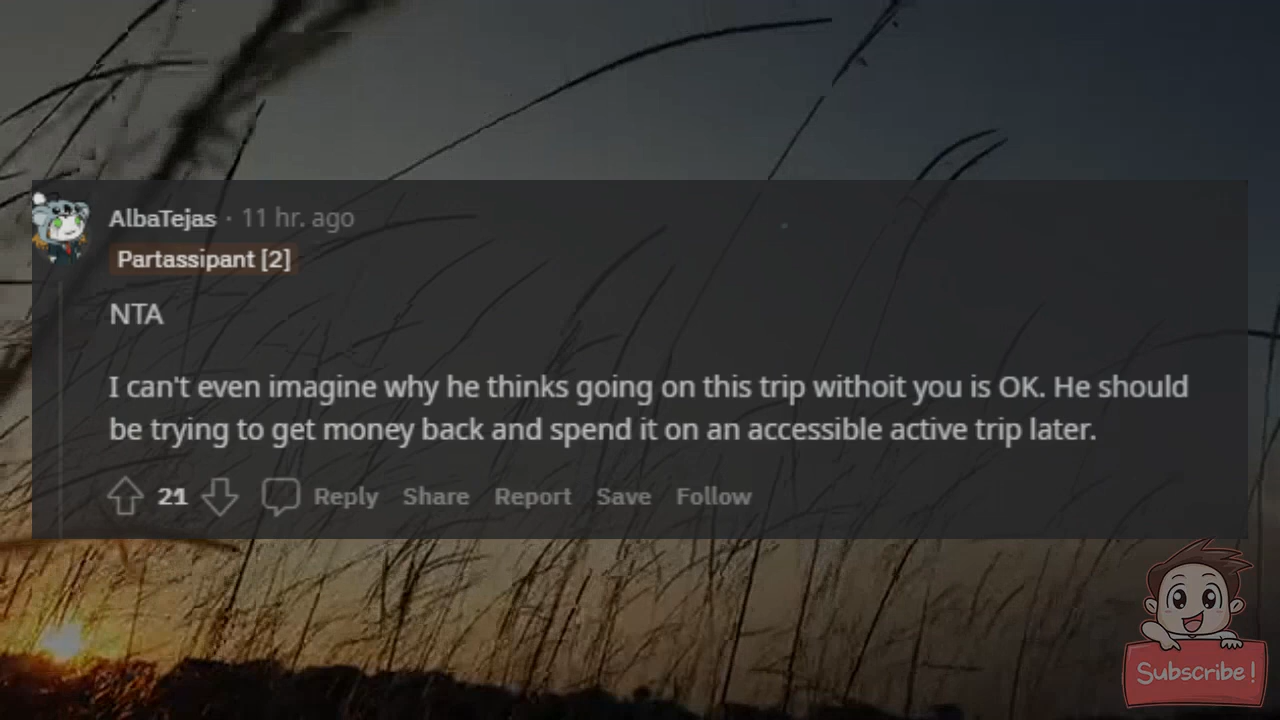 AlbaTejas · 11 hr. ago
Partassipant [2]
NTA
I can't even imagine why he thinks going on this trip withoit you is OK. He should
be trying to get money back and spend it on an accessible active trip later.
21 Reply Share Report Save Follow
Subscribe!